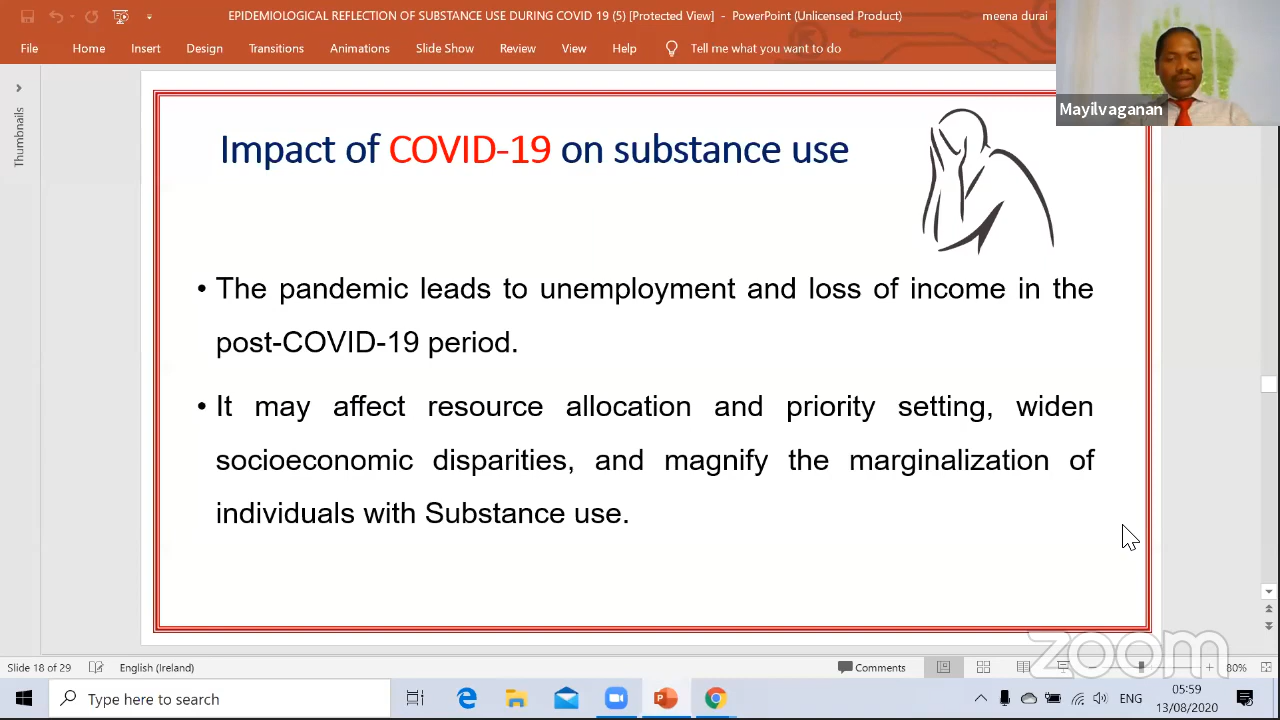 EPIDEMIOLOGICAL REFLECTION OF SUBSTANCE USE DURING COVID 19 (5) [Protected View] - PowerPoint (Unlicensed Product)
meena durai
File Home Insert Design Transitions Animations Slide Show Review View Help Tell me what you want to do
Mayilvaganan
Thumbnails
Impact of COVID-19 on substance use
• The pandemic leads to unemployment and loss of income in the
post-COVID-19 period.
• It may affect resource allocation and priority setting, widen
socioeconomic disparities, and magnify the marginalization of
individuals with Substance use.
zoom
Slide 18 of 29 English (Ireland) Comments 80%
Type here to search
ENG
05:59
13/08/2020